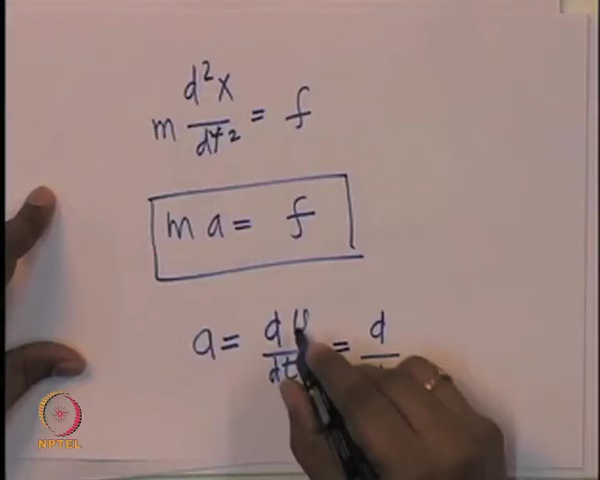 m d²x/dt² = f
m a = f
a = dv/dt = d
NPTEL